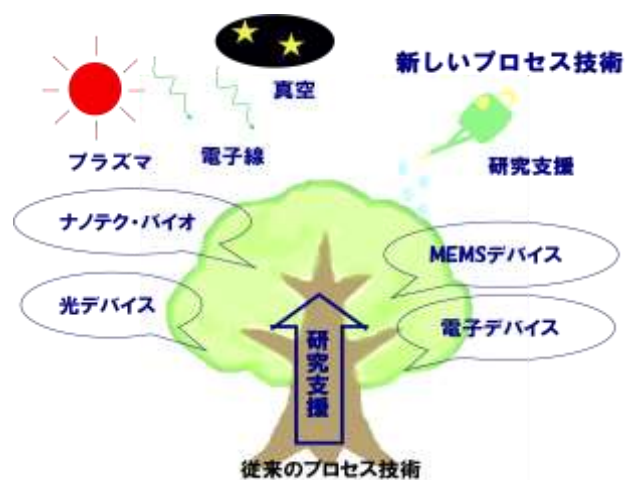 真空
新しいプロセス技術
プラズマ
電子線
研究支援
ナノテク・バイオ
MEMSデバイス
光デバイス
電子デバイス
研究支援
従来のプロセス技術